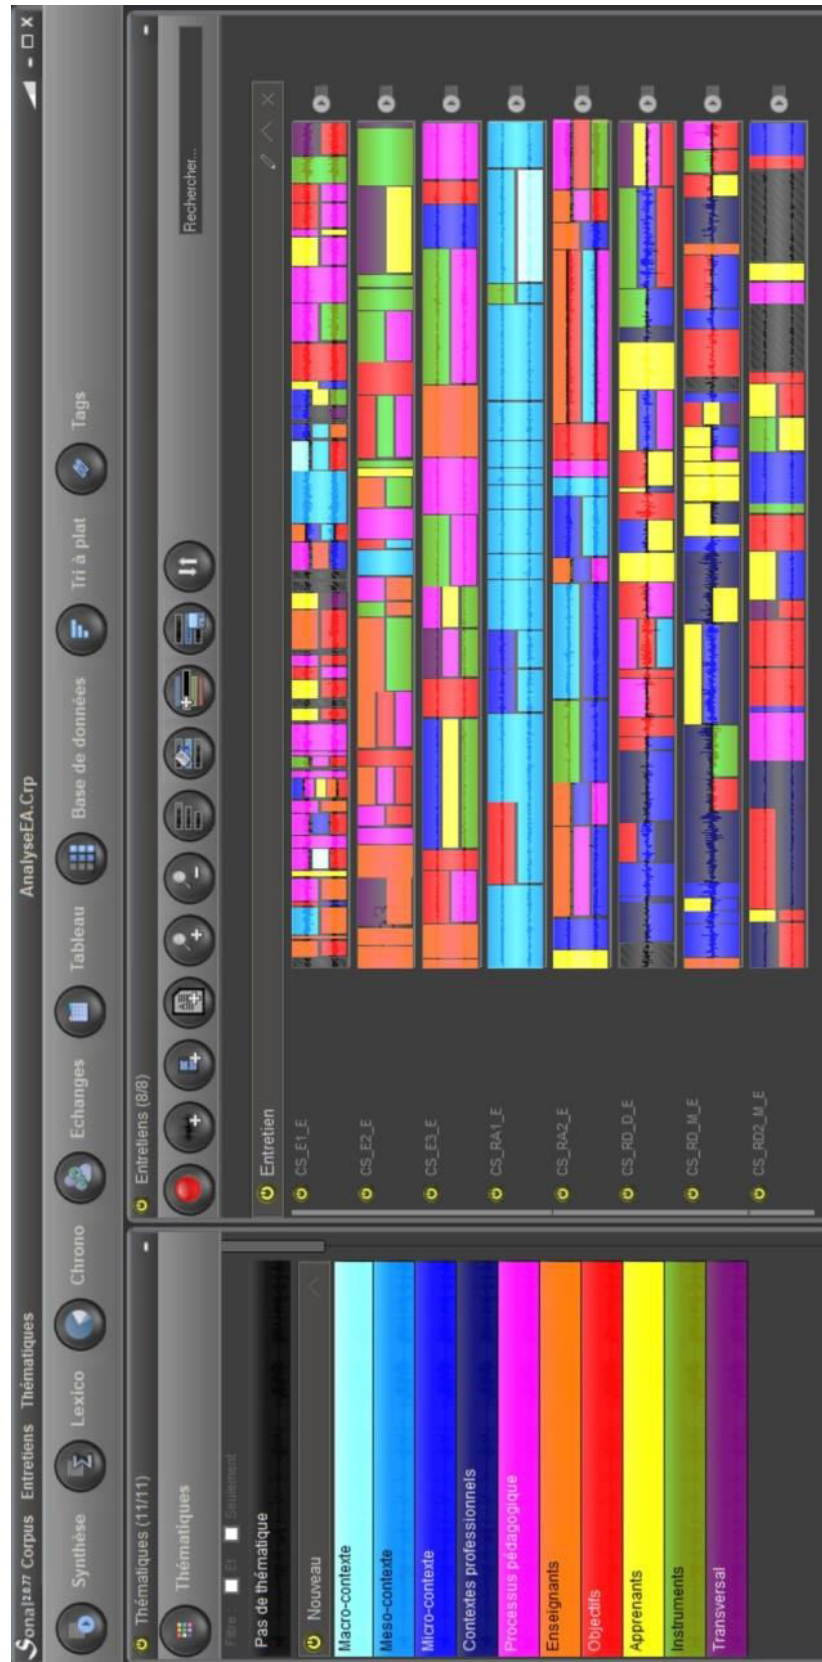 Sonal 2.0.77 Corpus Entretiens Thématiques
AnalyseEA.Crp
Synthèse Lexico Chrono Echanges Tableau Base de données Tri à plat Tags
Thématiques (11/11)
Thématiques
Filtre : Et Seulement
Pas de thématique
Nouveau
Macro-contexte
Meso-contexte
Micro-contexte
Contextes professionnels
Processus pédagogique
Enseignants
Objectifs
Apprenants
Instruments
Transversal
Entretiens (8/8)
Rechercher...
Entretien
CS_E1_E
CS_E2_E
CS_E3_E
CS_RA1_E
CS_RA2_E
CS_RD_D_E
CS_RD_M_E
CS_RD2_M_E